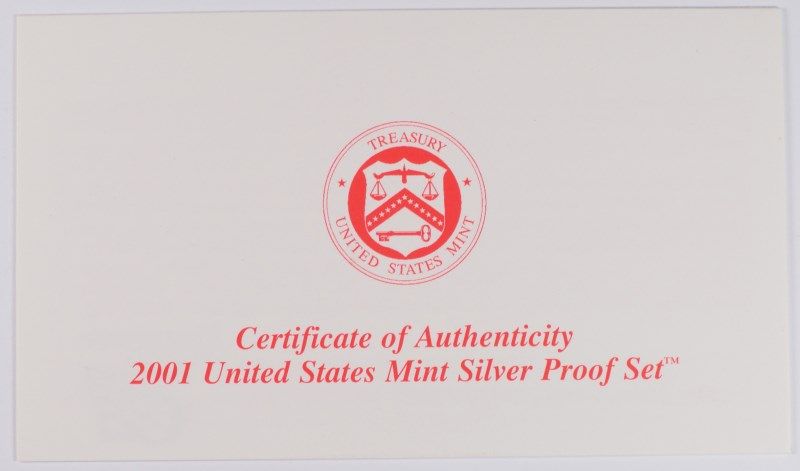 TREASURY
UNITED STATES MINT
Certificate of Authenticity
2001 United States Mint Silver Proof Set™